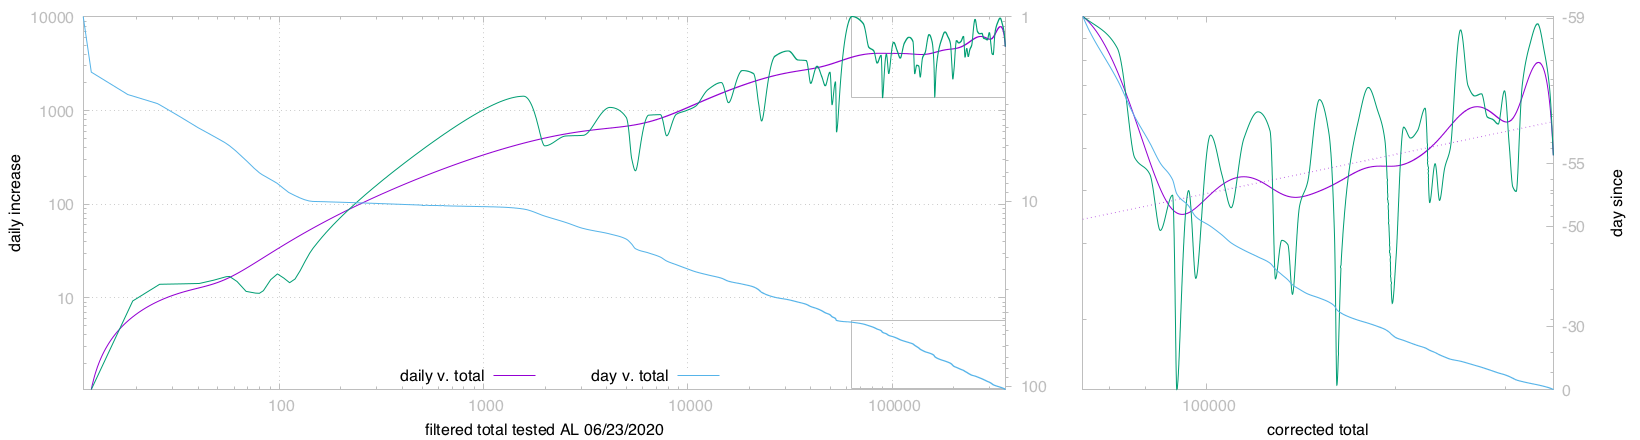 10000
1000
100
10
daily increase
100
1000
10000
100000
filtered total tested AL 06/23/2020
daily v. total
day v. total
1
10
100
100000
corrected total
-59
-55
-50
-30
0
day since